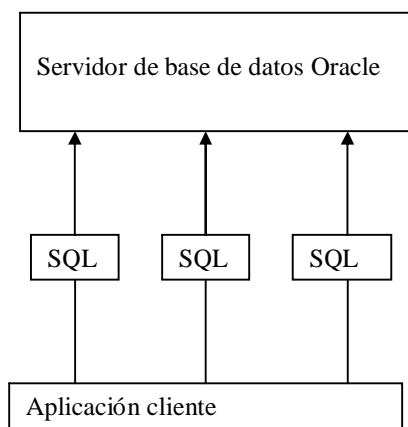 Servidor de base de datos Oracle
SQL SQL SQL
Aplicación cliente